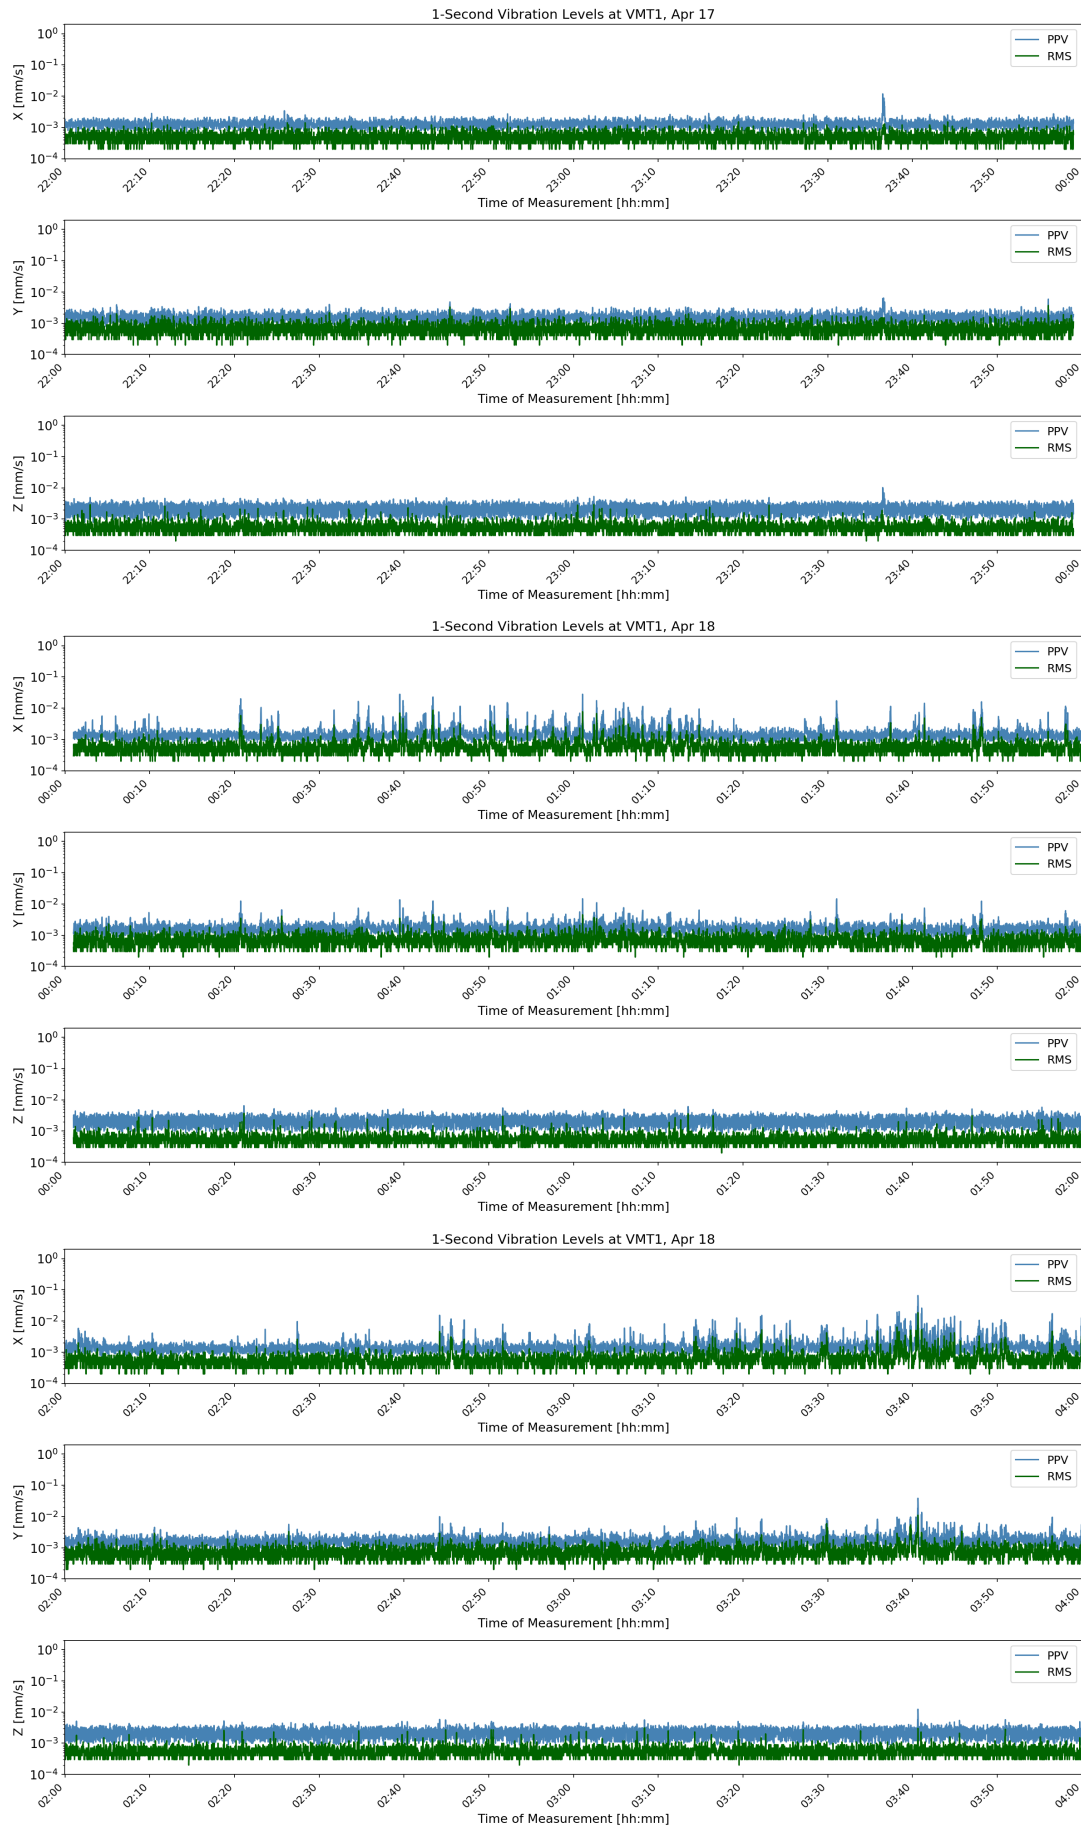 1-Second Vibration Levels at VMT1, Apr 17
X [mm/s]
10⁰
10⁻¹
10⁻²
10⁻³
10⁻⁴
PPV
RMS
22:00 22:10 22:20 22:30 22:40 22:50 23:00 23:10 23:20 23:30 23:40 23:50 00:00
Time of Measurement [hh:mm]
Y [mm/s]
10⁰
10⁻¹
10⁻²
10⁻³
10⁻⁴
PPV
RMS
22:00 22:10 22:20 22:30 22:40 22:50 23:00 23:10 23:20 23:30 23:40 23:50 00:00
Time of Measurement [hh:mm]
Z [mm/s]
10⁰
10⁻¹
10⁻²
10⁻³
10⁻⁴
PPV
RMS
22:00 22:10 22:20 22:30 22:40 22:50 23:00 23:10 23:20 23:30 23:40 23:50 00:00
Time of Measurement [hh:mm]
1-Second Vibration Levels at VMT1, Apr 18
X [mm/s]
10⁰
10⁻¹
10⁻²
10⁻³
10⁻⁴
PPV
RMS
00:00 00:10 00:20 00:30 00:40 00:50 01:00 01:10 01:20 01:30 01:40 01:50 02:00
Time of Measurement [hh:mm]
Y [mm/s]
10⁰
10⁻¹
10⁻²
10⁻³
10⁻⁴
PPV
RMS
00:00 00:10 00:20 00:30 00:40 00:50 01:00 01:10 01:20 01:30 01:40 01:50 02:00
Time of Measurement [hh:mm]
Z [mm/s]
10⁰
10⁻¹
10⁻²
10⁻³
10⁻⁴
PPV
RMS
00:00 00:10 00:20 00:30 00:40 00:50 01:00 01:10 01:20 01:30 01:40 01:50 02:00
Time of Measurement [hh:mm]
1-Second Vibration Levels at VMT1, Apr 18
X [mm/s]
10⁰
10⁻¹
10⁻²
10⁻³
10⁻⁴
PPV
RMS
02:00 02:10 02:20 02:30 02:40 02:50 03:00 03:10 03:20 03:30 03:40 03:50 04:00
Time of Measurement [hh:mm]
Y [mm/s]
10⁰
10⁻¹
10⁻²
10⁻³
10⁻⁴
PPV
RMS
02:00 02:10 02:20 02:30 02:40 02:50 03:00 03:10 03:20 03:30 03:40 03:50 04:00
Time of Measurement [hh:mm]
Z [mm/s]
10⁰
10⁻¹
10⁻²
10⁻³
10⁻⁴
PPV
RMS
02:00 02:10 02:20 02:30 02:40 02:50 03:00 03:10 03:20 03:30 03:40 03:50 04:00
Time of Measurement [hh:mm]